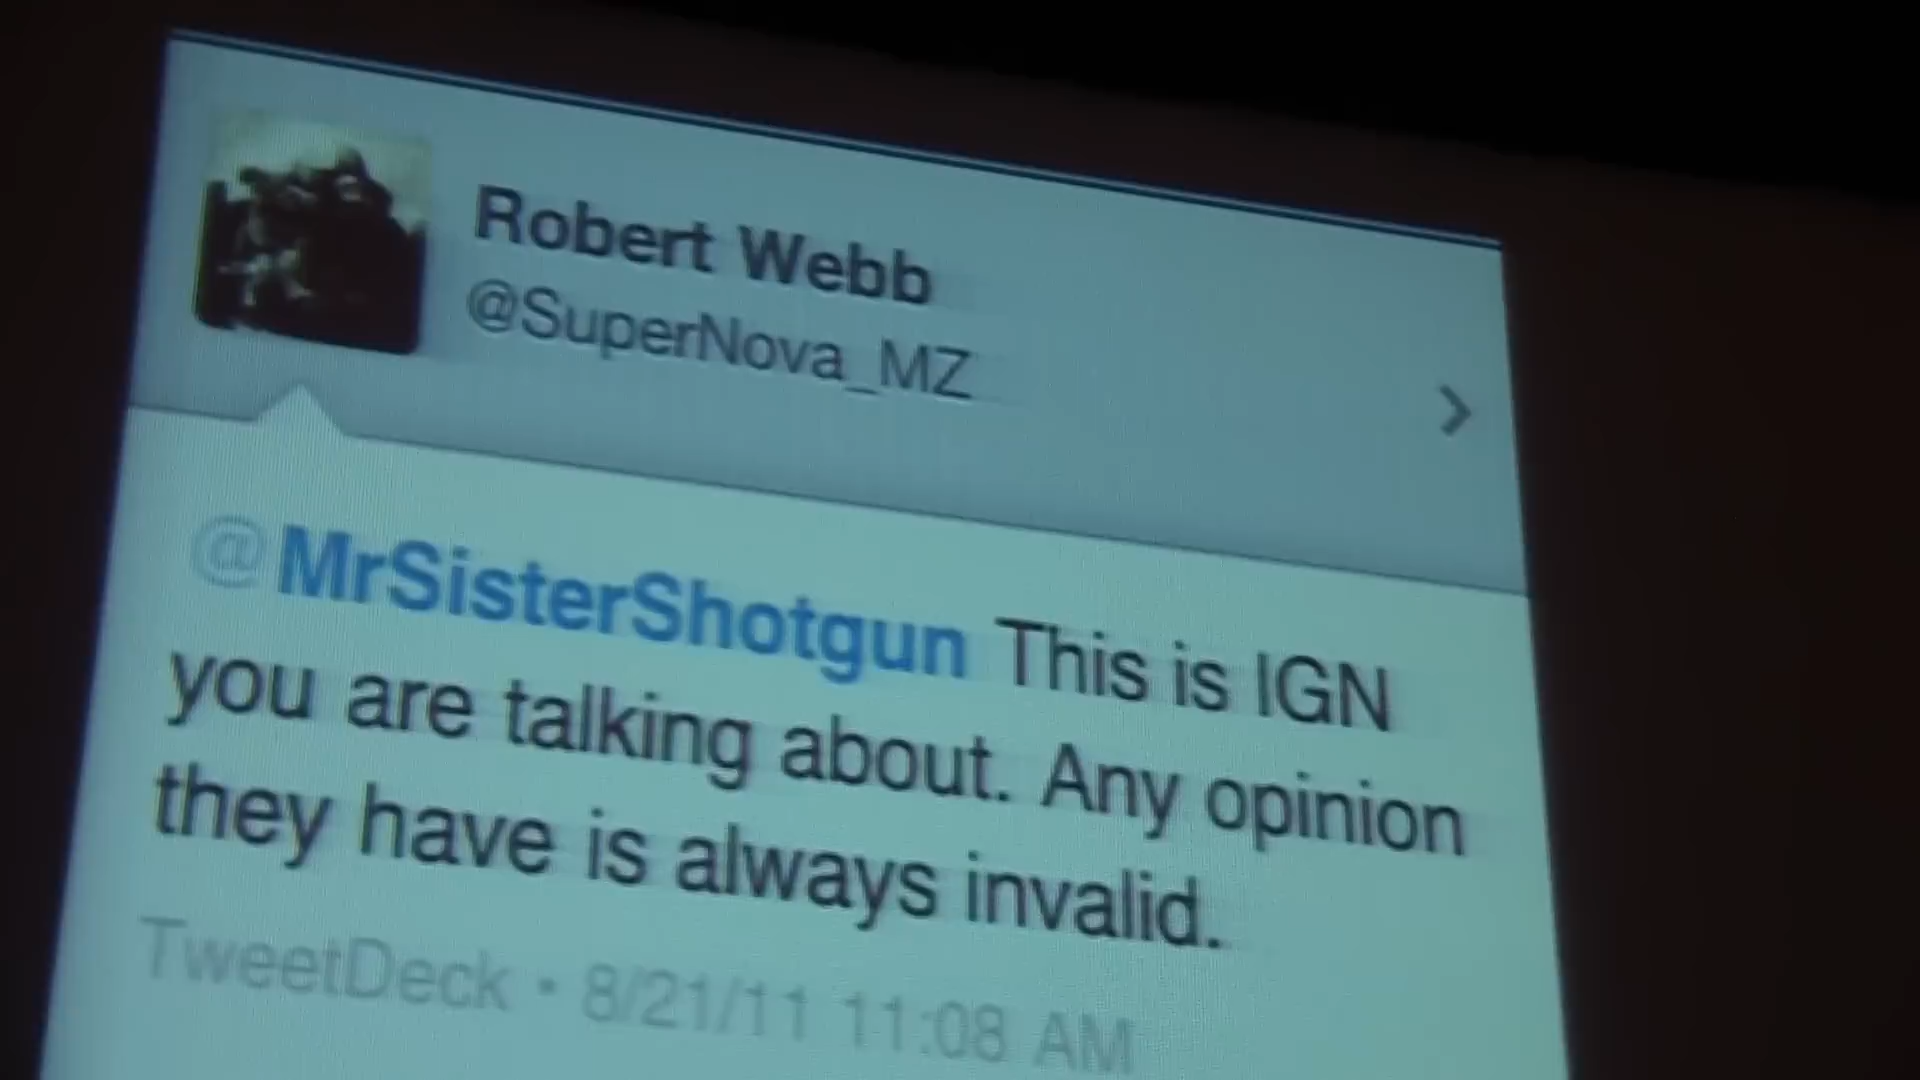 Robert Webb
@SuperNova_MZ
@MrSisterShotgun This is IGN
you are talking about. Any opinion
they have is always invalid.
TweetDeck • 8/21/11 11:08 AM